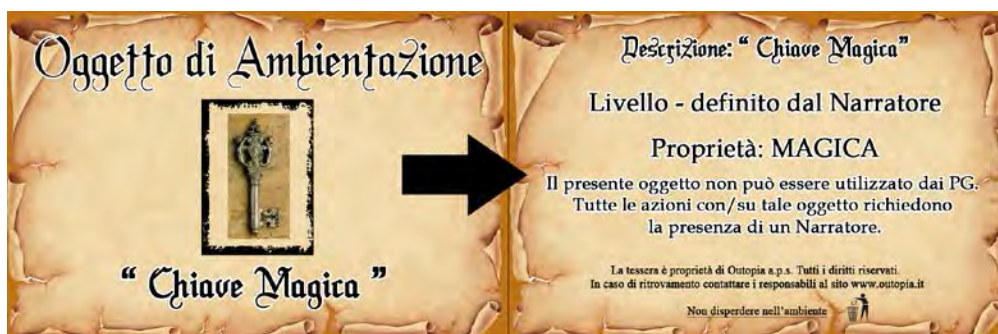 Oggetto di Ambientazione
“ Chiave Magica ”
Descrizione: “ Chiave Magica”
Livello - definito dal Narratore
Proprietà: MAGICA
Il presente oggetto non può essere utilizzato dai PG.
Tutte le azioni con/su tale oggetto richiedono
la presenza di un Narratore.
La tessera è proprietà di Outopia a.p.s. Tutti i diritti riservati.
In caso di ritrovamento contattare i responsabili al sito www.outopia.it
Non disperdere nell'ambiente